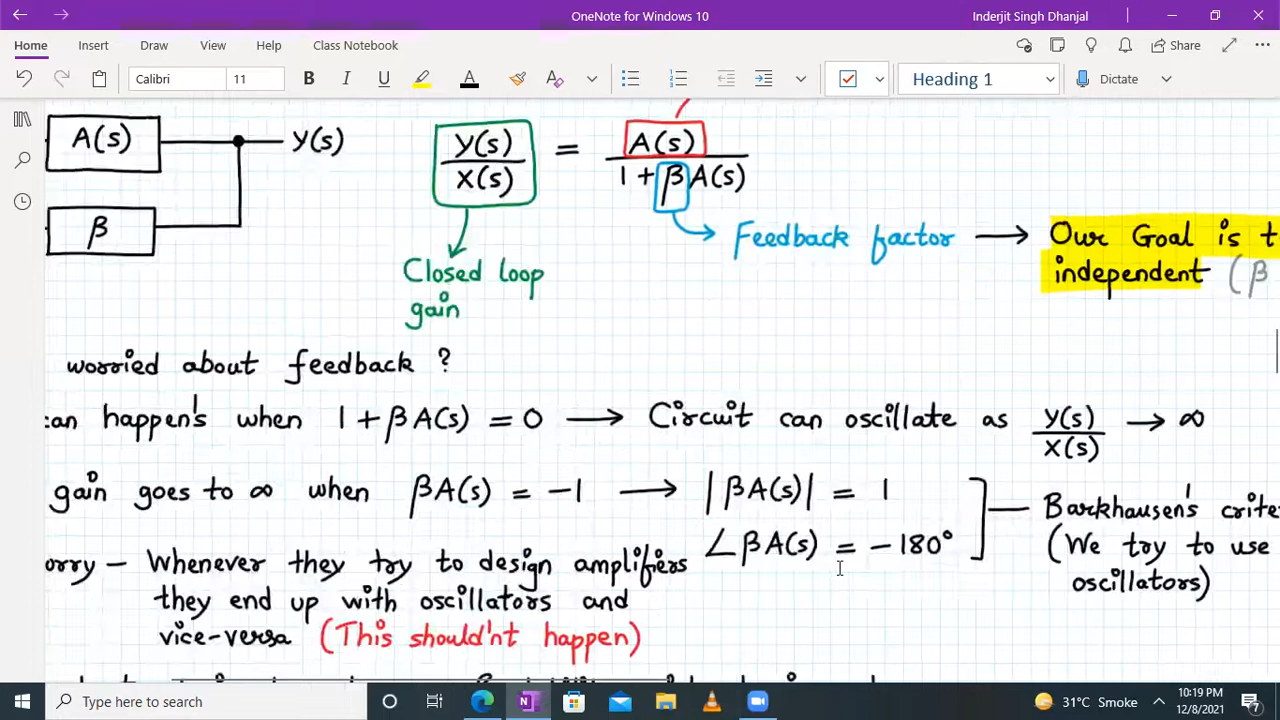 OneNote for Windows 10
Inderjit Singh Dhanjal
Home Insert Draw View Help Class Notebook Share
Calibri 11 B I U A Heading 1 Dictate
A(s) Y(s)
β
Y(s)
X(s)
=
A(s)
1 + βA(s)
Feedback factor → Our Goal is t
independent (β
Closed loop
gain
worried about feedback ?
can happen's when 1 + βA(s) = 0 → Circuit can oscillate as Y(s)/X(s) → ∞
gain goes to ∞ when βA(s) = -1 → |βA(s)| = 1
∠βA(s) = -180°
Barkhausen's crite
(We try to use
oscillators)
orry - Whenever they try to design amplifiers
they end up with oscillators and
vice-versa (This should'nt happen)
Type here to search
31°C Smoke
10:19 PM
12/8/2021
7